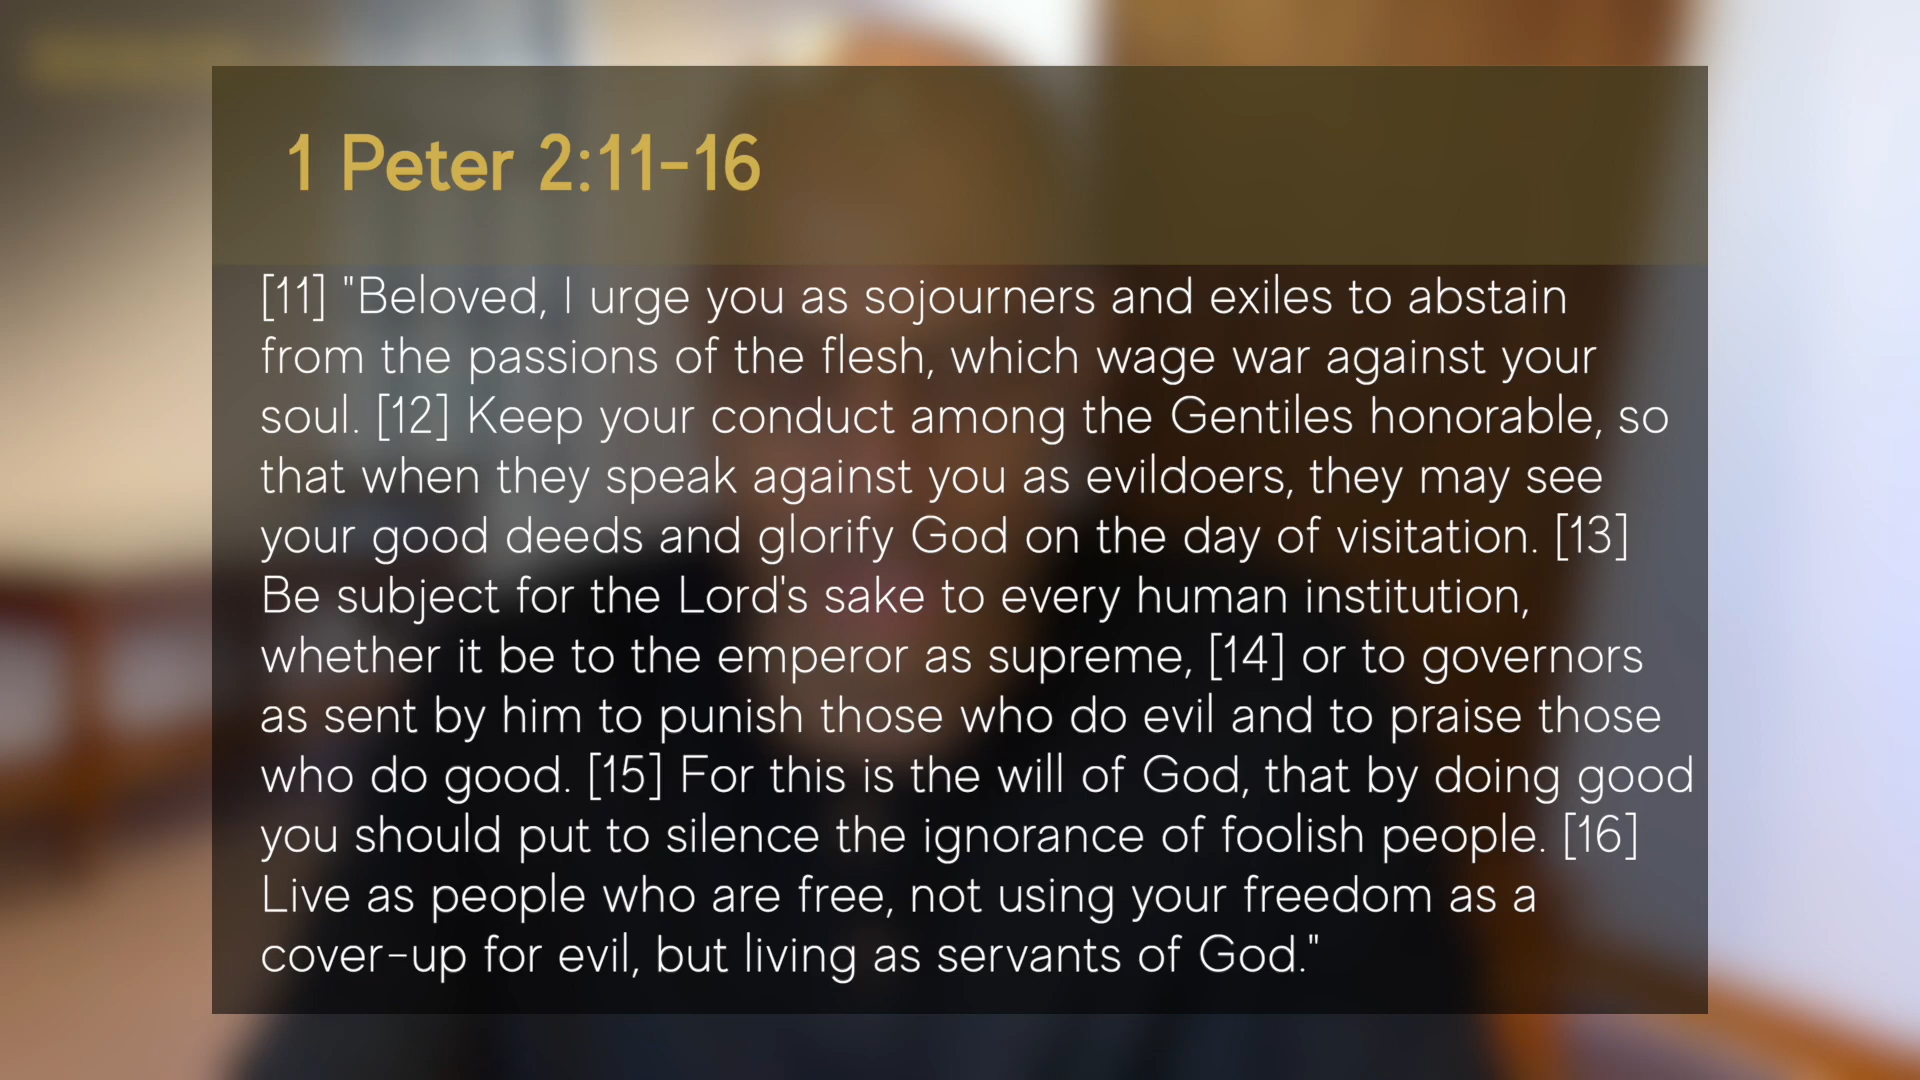 1 Peter 2:11-16
[11] "Beloved, I urge you as sojourners and exiles to abstain
from the passions of the flesh, which wage war against your
soul. [12] Keep your conduct among the Gentiles honorable, so
that when they speak against you as evildoers, they may see
your good deeds and glorify God on the day of visitation. [13]
Be subject for the Lord's sake to every human institution,
whether it be to the emperor as supreme, [14] or to governors
as sent by him to punish those who do evil and to praise those
who do good. [15] For this is the will of God, that by doing good
you should put to silence the ignorance of foolish people. [16]
Live as people who are free, not using your freedom as a
cover-up for evil, but living as servants of God."